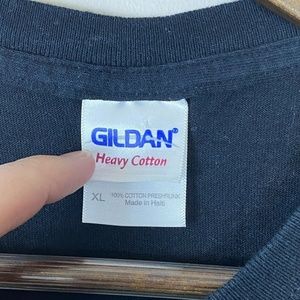 GILDAN®
Heavy Cotton
XL 100% COTTON PRESHRUNK
Made in Haiti